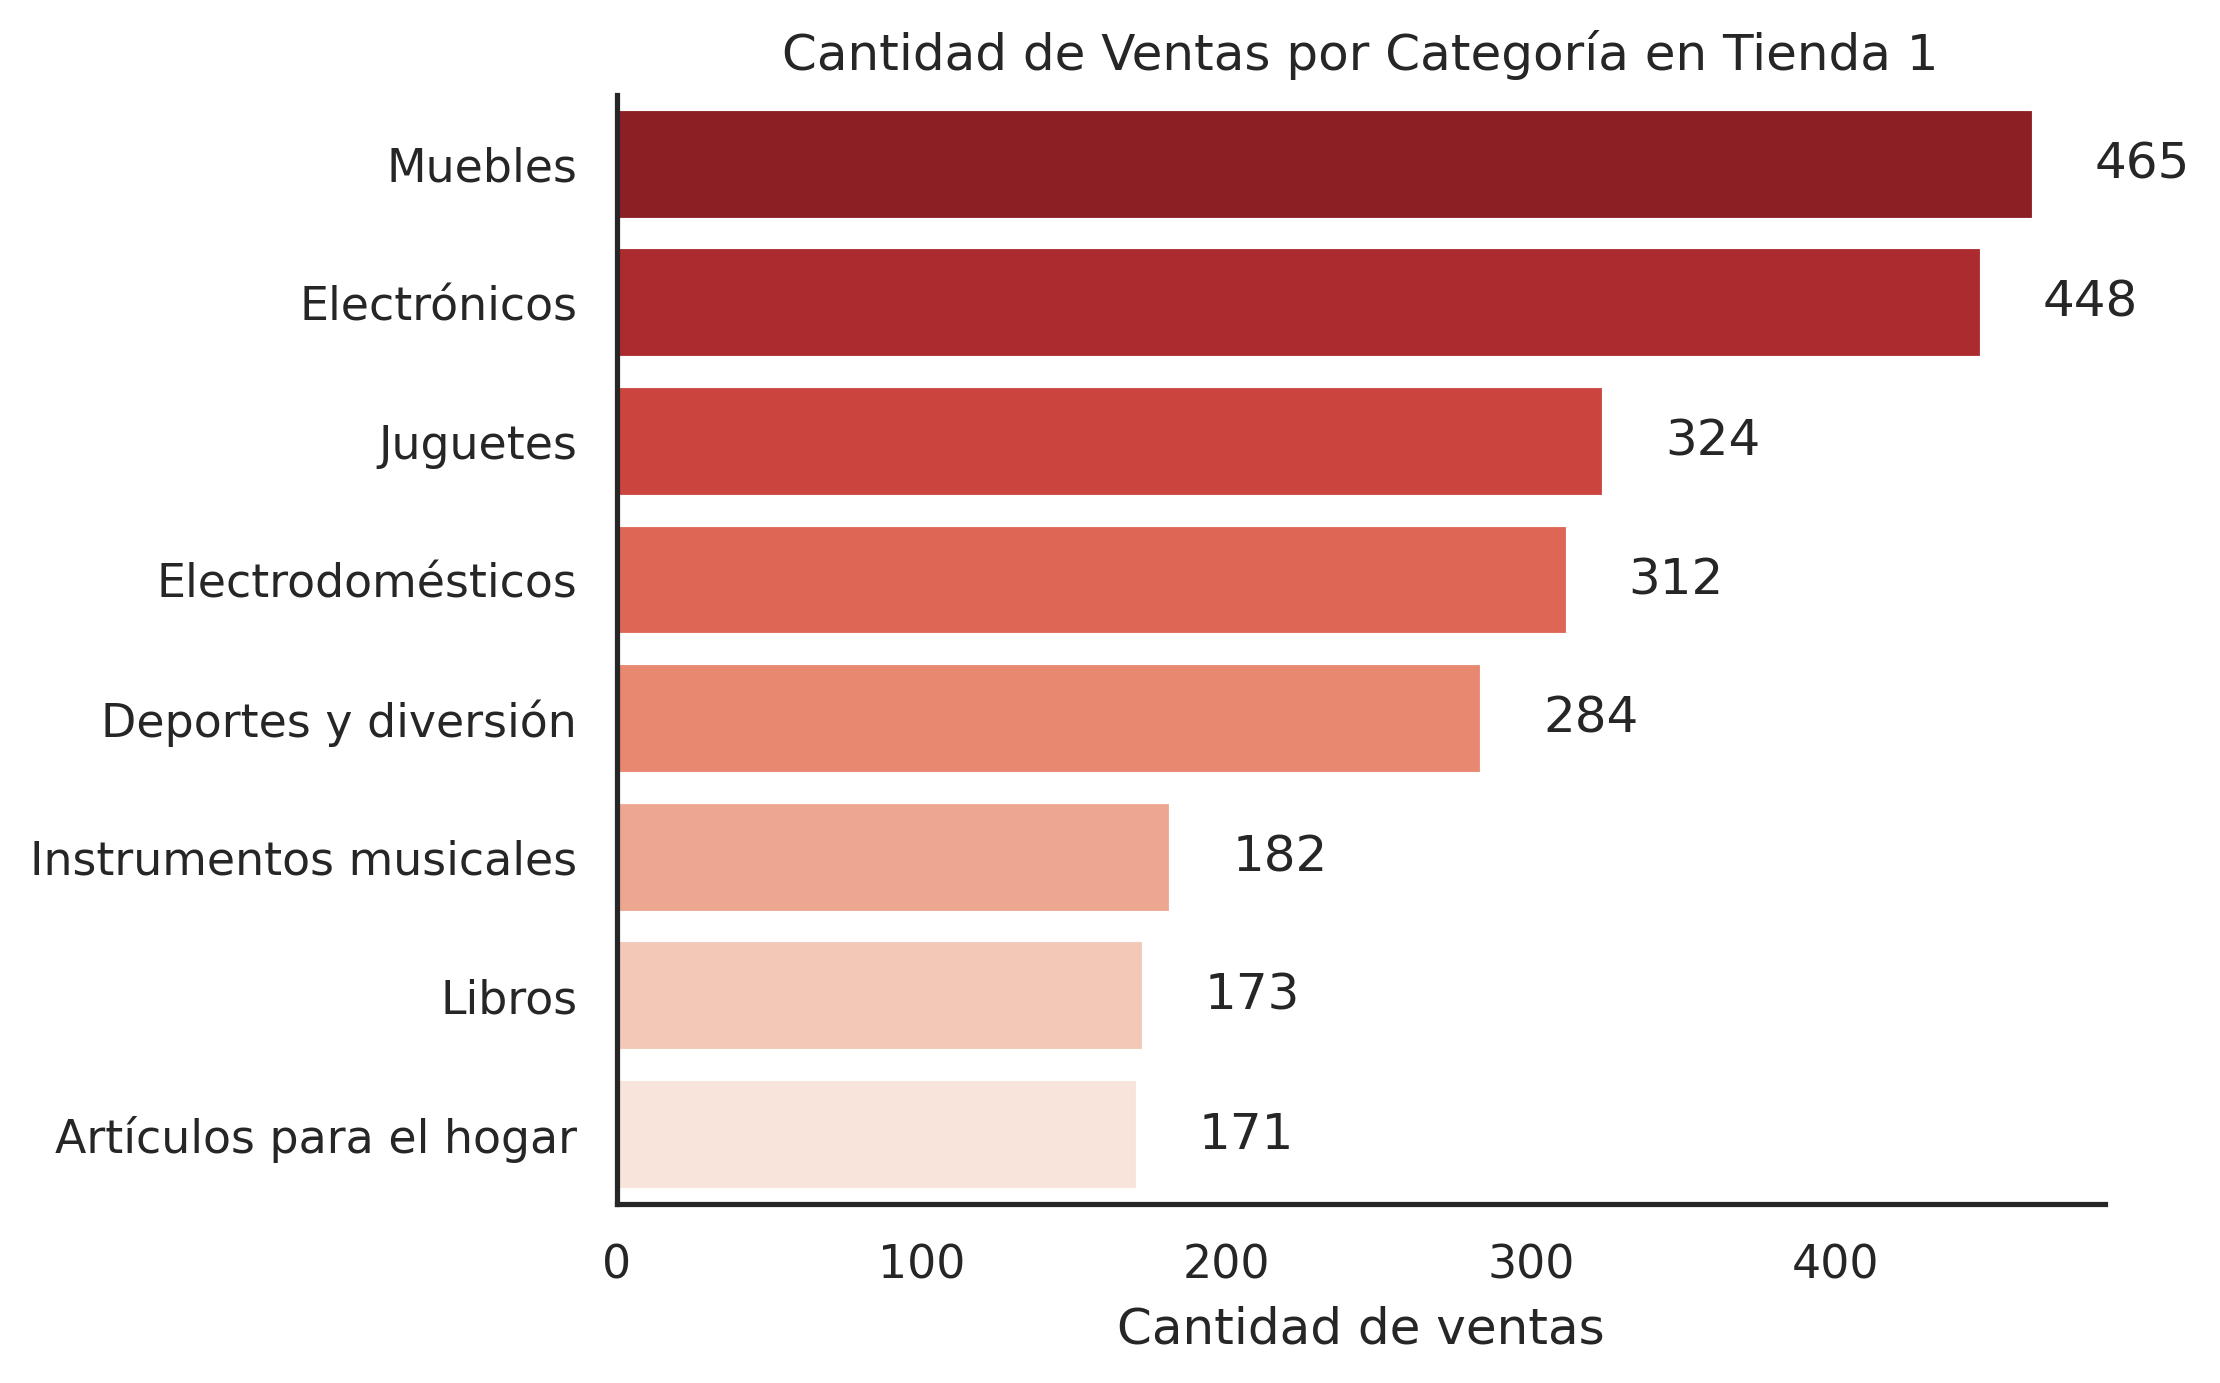 Cantidad de Ventas por Categoría en Tienda 1
Muebles 465
Electrónicos 448
Juguetes 324
Electrodomésticos 312
Deportes y diversión 284
Instrumentos musicales 182
Libros 173
Artículos para el hogar 171
0 100 200 300 400
Cantidad de ventas